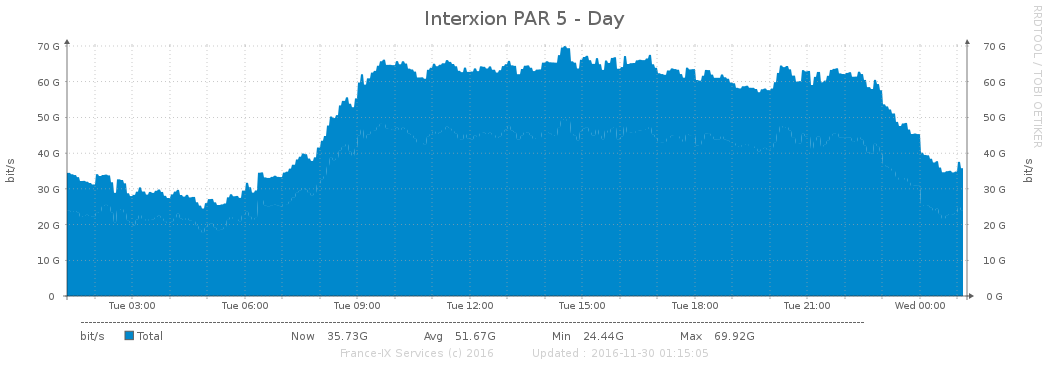 Interxion PAR 5 - Day
RRDTOOL / TOBI OETIKER
bit/s
70 G 70 G
60 G 60 G
50 G 50 G
40 G 40 G
30 G 30 G
20 G 20 G
10 G 10 G
0 0 G
bit/s
Tue 03:00 Tue 06:00 Tue 09:00 Tue 12:00 Tue 15:00 Tue 18:00 Tue 21:00 Wed 00:00
bit/s Total Now 35.73G Avg 51.67G Min 24.44G Max 69.92G
France-IX Services (c) 2016 Updated : 2016-11-30 01:15:05